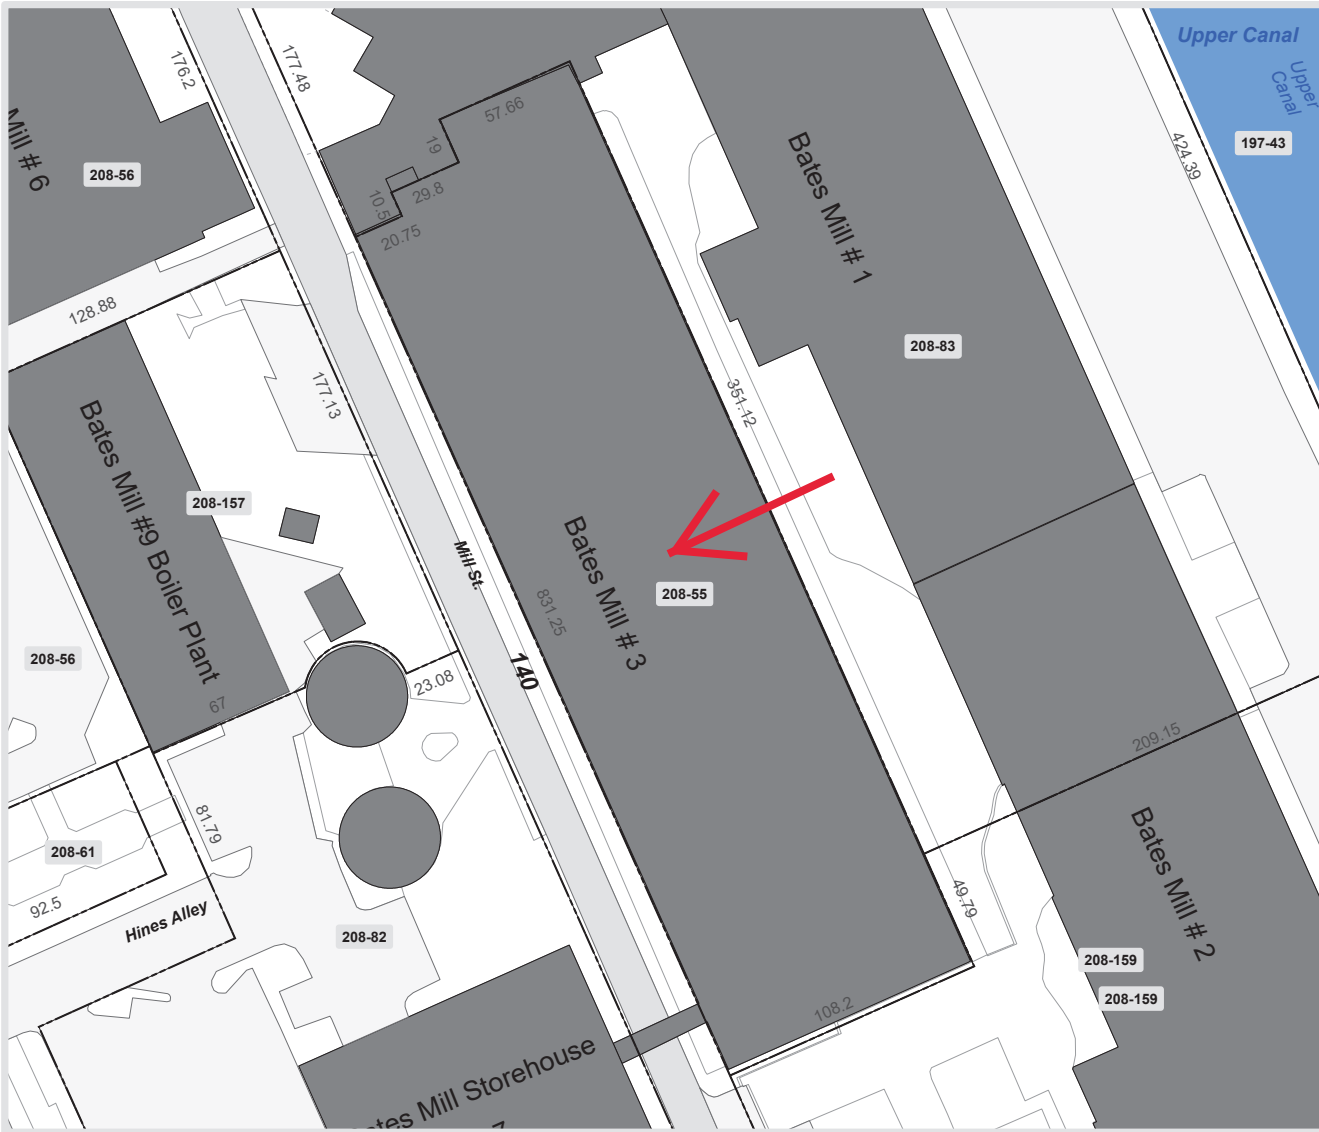 Upper Canal
Upper
Canal
197-43
176.2
177.48
424.39
57.66
Mill # 6
208-56
19
10.5
29.8
20.75
Bates Mill # 1
208-83
128.88
177.13
351.12
Bates Mill #9 Boiler Plant
208-157
Mill St.
Bates Mill # 3
208-55
831.25
140
208-56
67
23.08
209.15
81.79
208-61
92.5
Hines Alley
208-82
49.79
Bates Mill # 2
208-159
208-159
108.2
ates Mill Storehouse